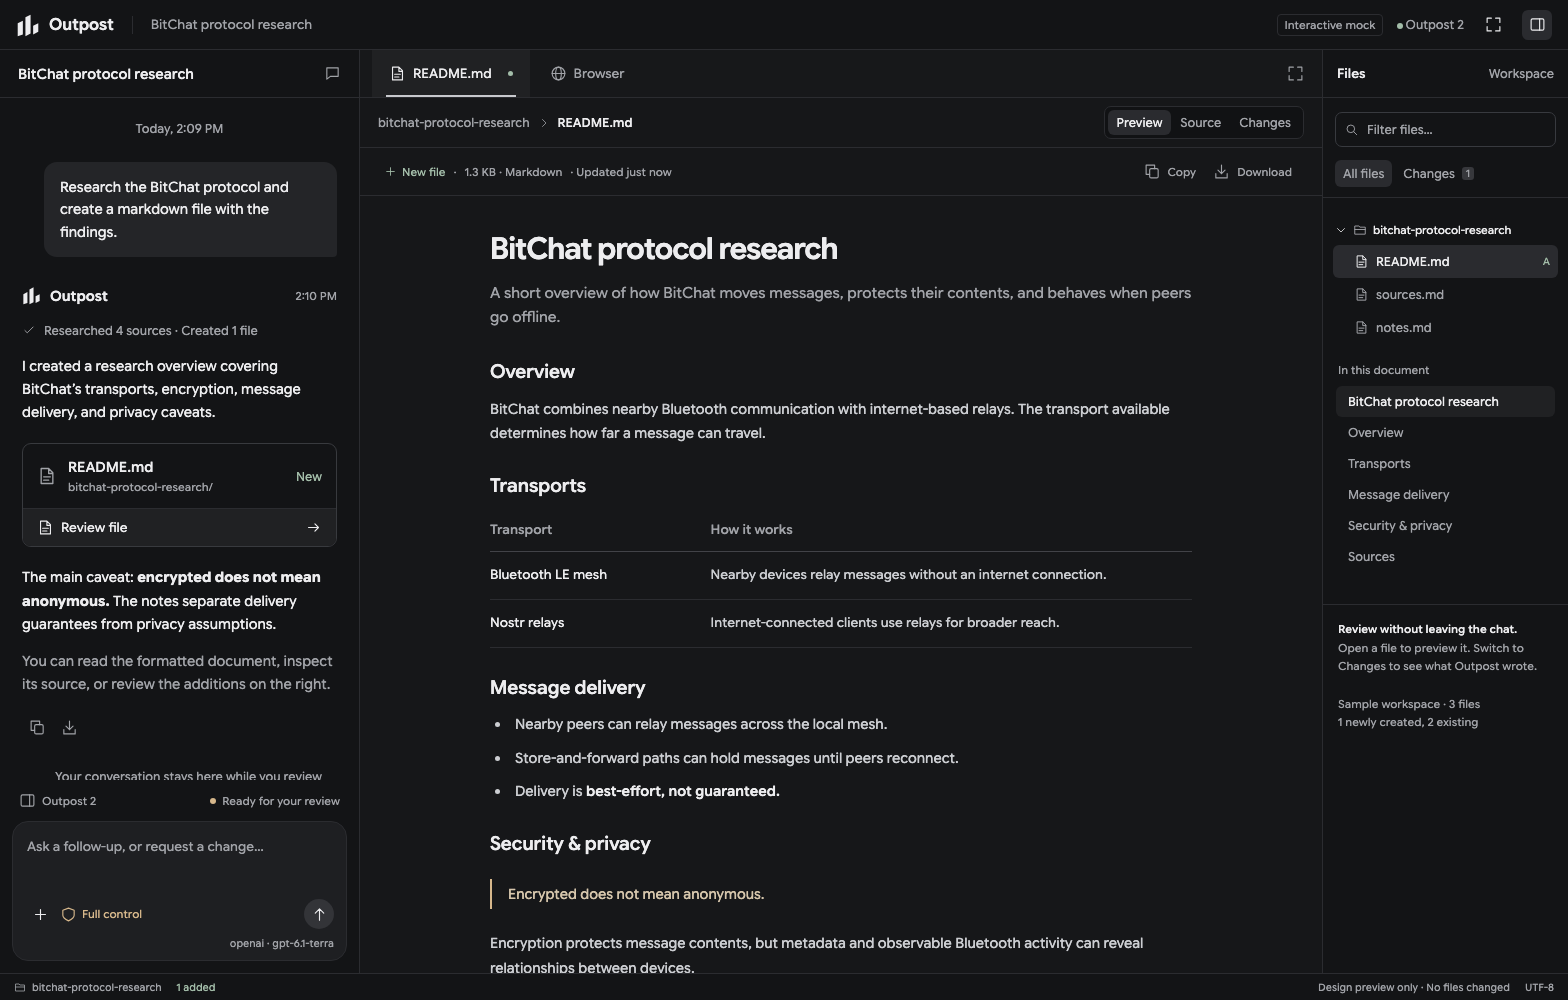 Outpost
BitChat protocol research
Interactive mock
Outpost 2
BitChat protocol research
Today, 2:09 PM
Research the BitChat protocol and
create a markdown file with the
findings.
Outpost
2:10 PM
Researched 4 sources · Created 1 file
I created a research overview covering
BitChat’s transports, encryption, message
delivery, and privacy caveats.
README.md
bitchat-protocol-research/
New
Review file
The main caveat: encrypted does not mean
anonymous. The notes separate delivery
guarantees from privacy assumptions.
You can read the formatted document, inspect
its source, or review the additions on the right.
Your conversation stays here while you review
Outpost 2
Ready for your review
Ask a follow-up, or request a change...
Full control
openai · gpt-6.1-terra
README.md
Browser
bitchat-protocol-research > README.md
Preview
Source
Changes
+ New file · 1.3 KB · Markdown · Updated just now
Copy
Download
BitChat protocol research
A short overview of how BitChat moves messages, protects their contents, and behaves when peers
go offline.
Overview
BitChat combines nearby Bluetooth communication with internet-based relays. The transport available
determines how far a message can travel.
Transports
Transport
How it works
Bluetooth LE mesh
Nearby devices relay messages without an internet connection.
Nostr relays
Internet-connected clients use relays for broader reach.
Message delivery
• Nearby peers can relay messages across the local mesh.
• Store-and-forward paths can hold messages until peers reconnect.
• Delivery is best-effort, not guaranteed.
Security & privacy
Encrypted does not mean anonymous.
Encryption protects message contents, but metadata and observable Bluetooth activity can reveal
relationships between devices.
Files
Workspace
Filter files...
All files
Changes 1
bitchat-protocol-research
README.md
A
sources.md
notes.md
In this document
BitChat protocol research
Overview
Transports
Message delivery
Security & privacy
Sources
Review without leaving the chat.
Open a file to preview it. Switch to
Changes to see what Outpost wrote.
Sample workspace · 3 files
1 newly created, 2 existing
bitchat-protocol-research
1 added
Design preview only · No files changed
UTF-8